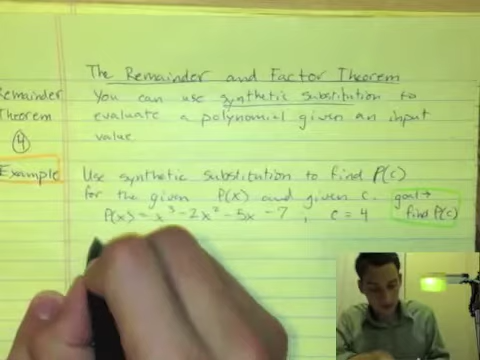 The Remainder and Factor Theorem
Remainder
Theorem
④
You can use synthetic substitution to
evaluate a polynomial given an input
value.
Example
Use synthetic substitution to find P(c)
for the given P(x) and given c.
P(x) = x³ - 2x² - 5x - 7 , c = 4
goal →
find P(c)